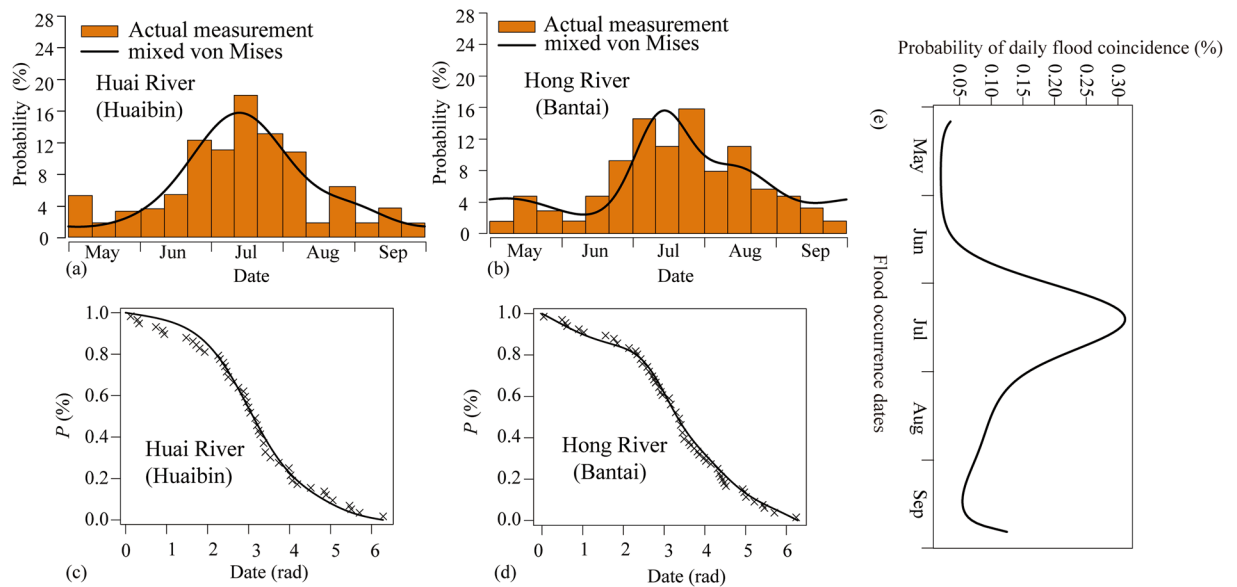 28
24
20
16
12
8
4
0
Probability (%)
Actual measurement
mixed von Mises
Huai River
(Huaibin)
May Jun Jul Aug Sep
(a)
Date
28
24
20
16
12
8
4
0
Probability (%)
Actual measurement
mixed von Mises
Hong River
(Bantai)
May Jun Jul Aug Sep
(b)
Date
1.0
0.8
0.6
0.4
0.2
0.0
P (%)
Huai River
(Huaibin)
0 1 2 3 4 5 6
(c)
Date (rad)
1.0
0.8
0.6
0.4
0.2
0.0
P (%)
Hong River
(Bantai)
0 1 2 3 4 5 6
(d)
Date (rad)
Probability of daily flood coincidence (%)
0.05 0.10 0.15 0.20 0.25 0.30
(e)
May
Jun
Jul
Aug
Sep
Flood occurrence dates